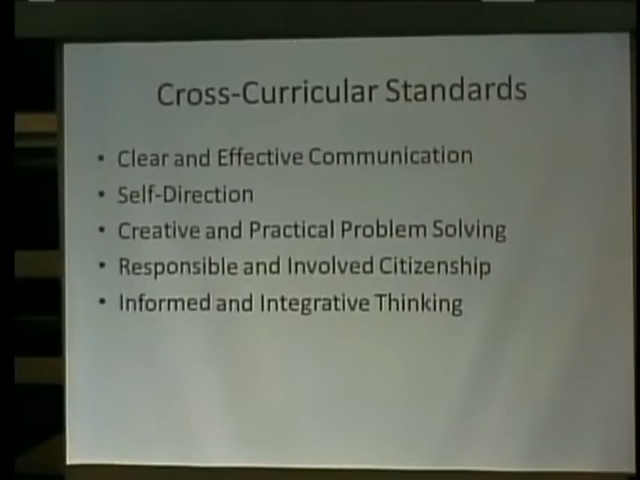 Cross-Curricular Standards
• Clear and Effective Communication
• Self-Direction
• Creative and Practical Problem Solving
• Responsible and Involved Citizenship
• Informed and Integrative Thinking